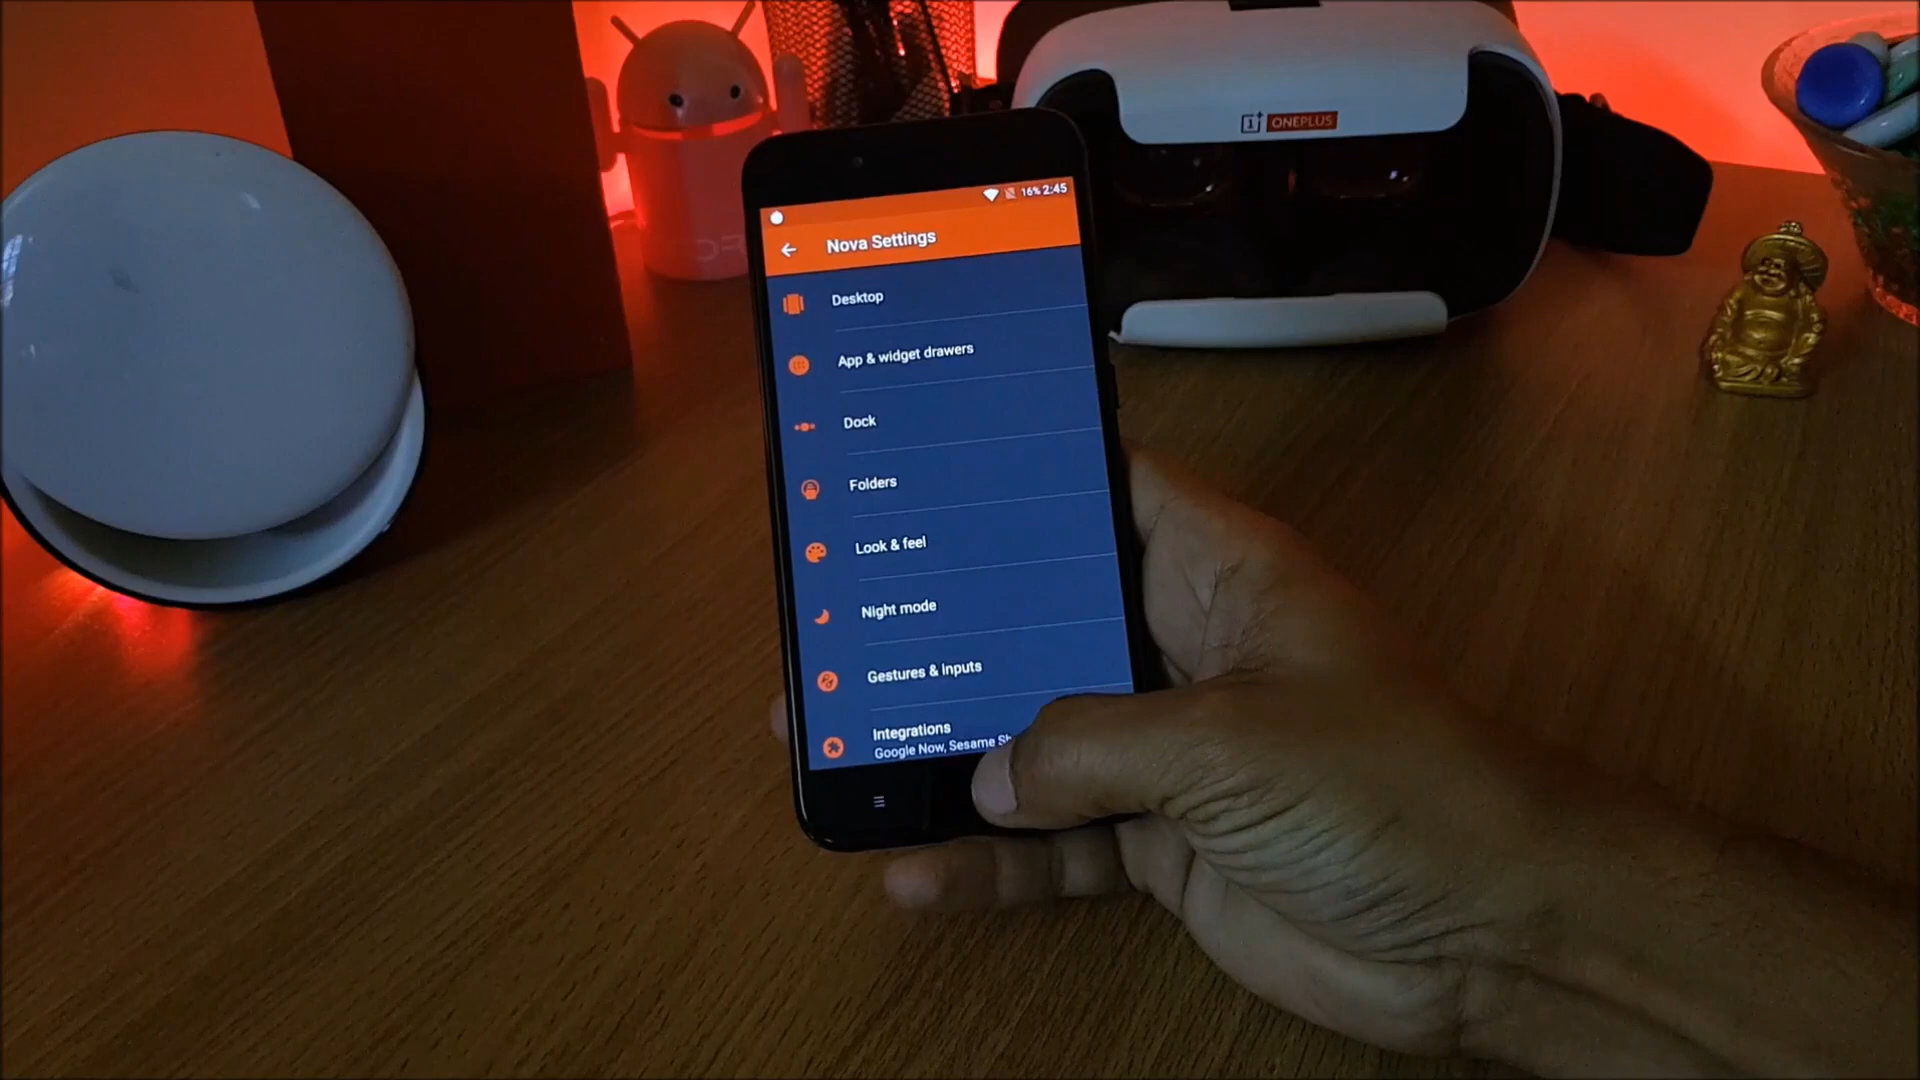 ONEPLUS
16% 2:45
Nova Settings
Desktop
App & widget drawers
Dock
Folders
Look & feel
Night mode
Gestures & inputs
Integrations
Google Now, Sesame